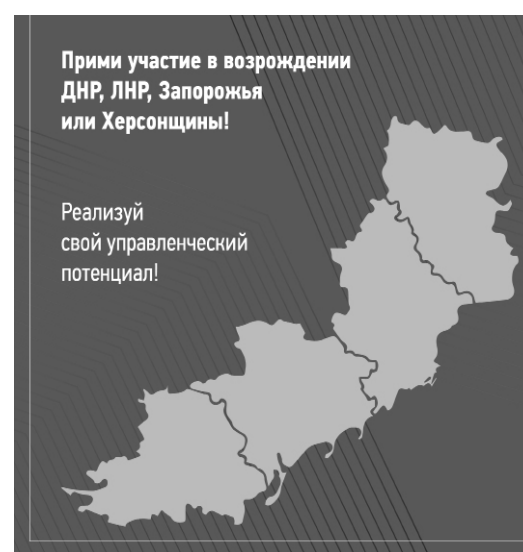 Прими участие в возрождении
ДНР, ЛНР, Запорожья
или Херсонщины!
Реализуй
свой управленческий
потенциал!